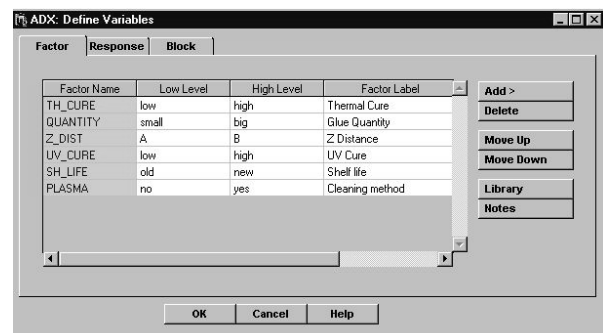 ADX: Define Variables
Factor Response Block
Factor Name Low Level High Level Factor Label
TH_CURE low high Thermal Cure
QUANTITY small big Glue Quantity
Z_DIST A B Z Distance
UV_CURE low high UV Cure
SH_LIFE old new Shelf life
PLASMA no yes Cleaning method
Add >
Delete
Move Up
Move Down
Library
Notes
OK Cancel Help